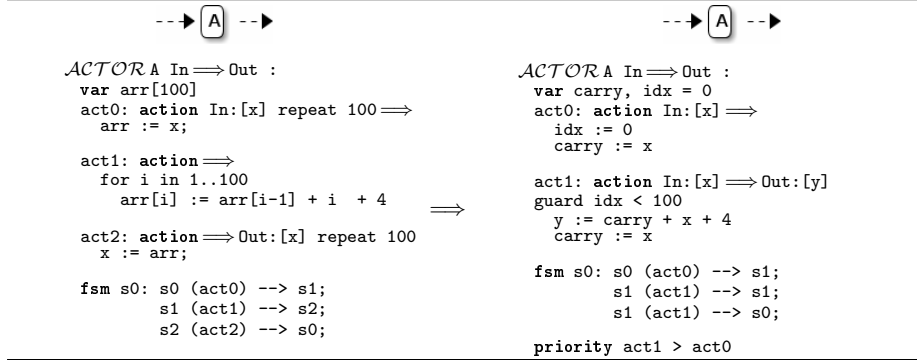 A
𝒜𝒞𝒯𝒪ℛ A In⟹Out :
var arr[100]
act0: action In:[x] repeat 100⟹
arr := x;
act1: action⟹
for i in 1..100
arr[i] := arr[i-1] + i + 4
act2: action⟹Out:[x] repeat 100
x := arr;
fsm s0: s0 (act0) --> s1;
s1 (act1) --> s2;
s2 (act2) --> s0;
⟹
A
𝒜𝒞𝒯𝒪ℛ A In⟹Out :
var carry, idx = 0
act0: action In:[x]⟹
idx := 0
carry := x
act1: action In:[x]⟹Out:[y]
guard idx < 100
y := carry + x + 4
carry := x
fsm s0: s0 (act0) --> s1;
s1 (act1) --> s1;
s1 (act1) --> s0;
priority act1 > act0